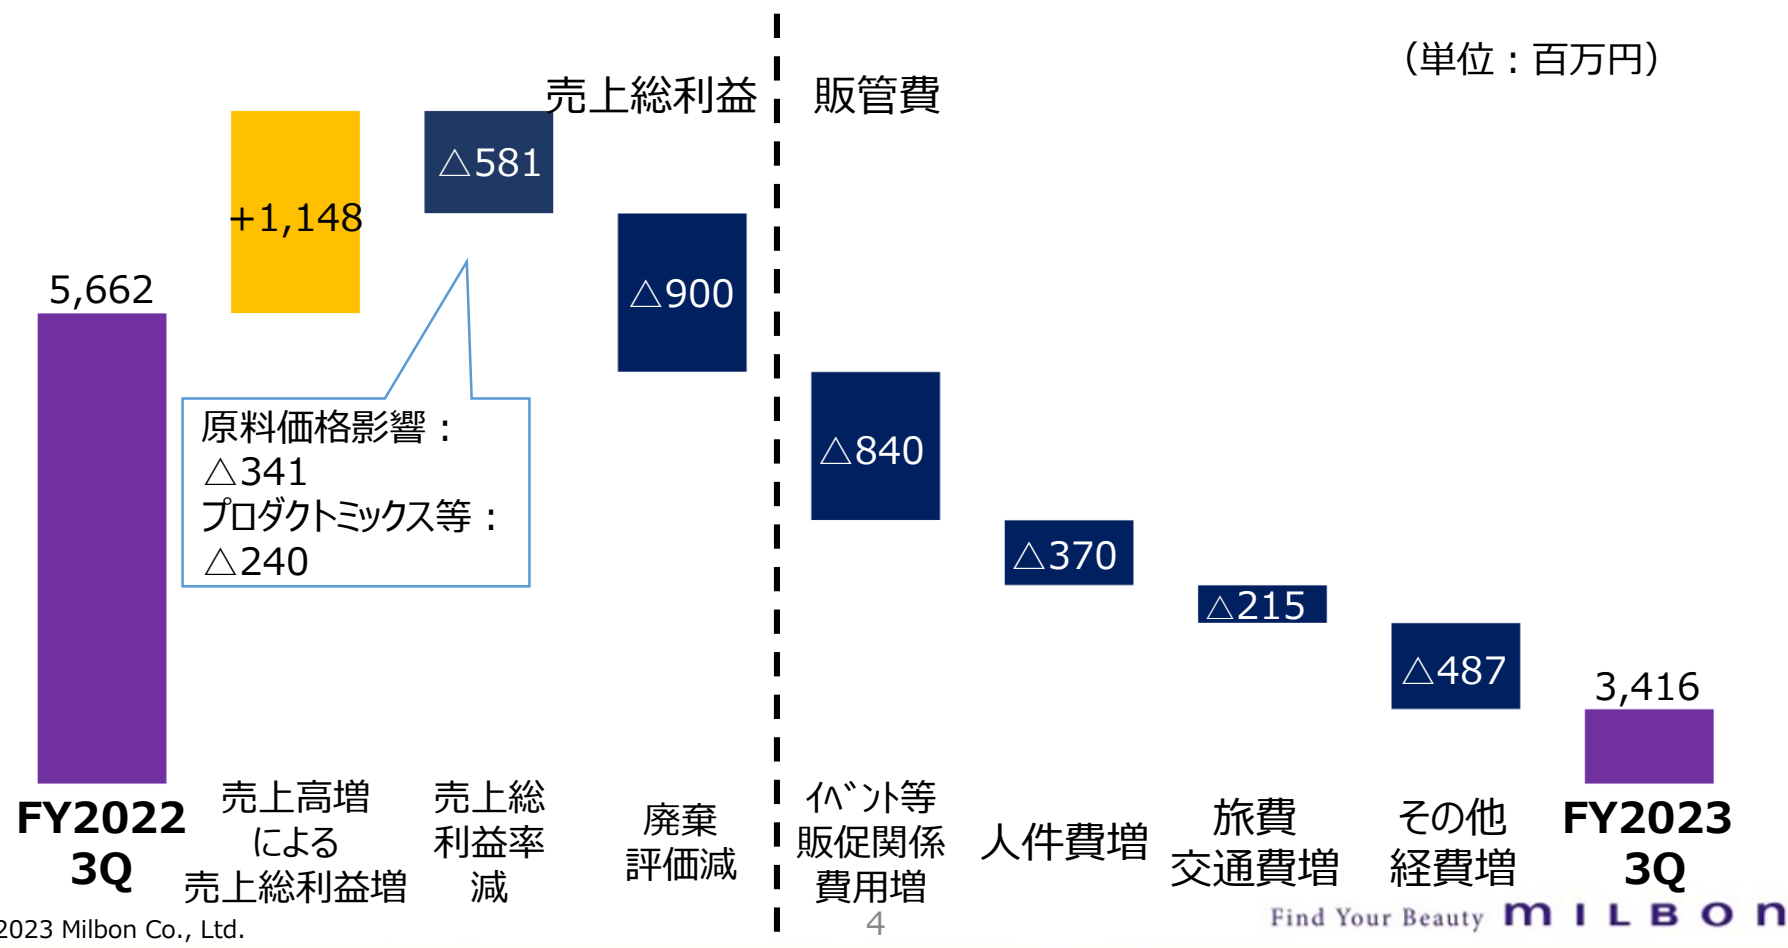 (単位：百万円)
売上総利益
販管費
5,662
+1,148
△581
△900
原料価格影響：
△341
プロダクトミックス等：
△240
△840
△370
△215
△487
3,416
FY2022
3Q
売上高増
による
売上総利益増
売上総
利益率
減
廃棄
評価減
ｲﾍﾞﾝﾄ等
販促関係
費用増
人件費増
旅費
交通費増
その他
経費増
FY2023
3Q
2023 Milbon Co., Ltd.
4
Find Your Beauty MILBON